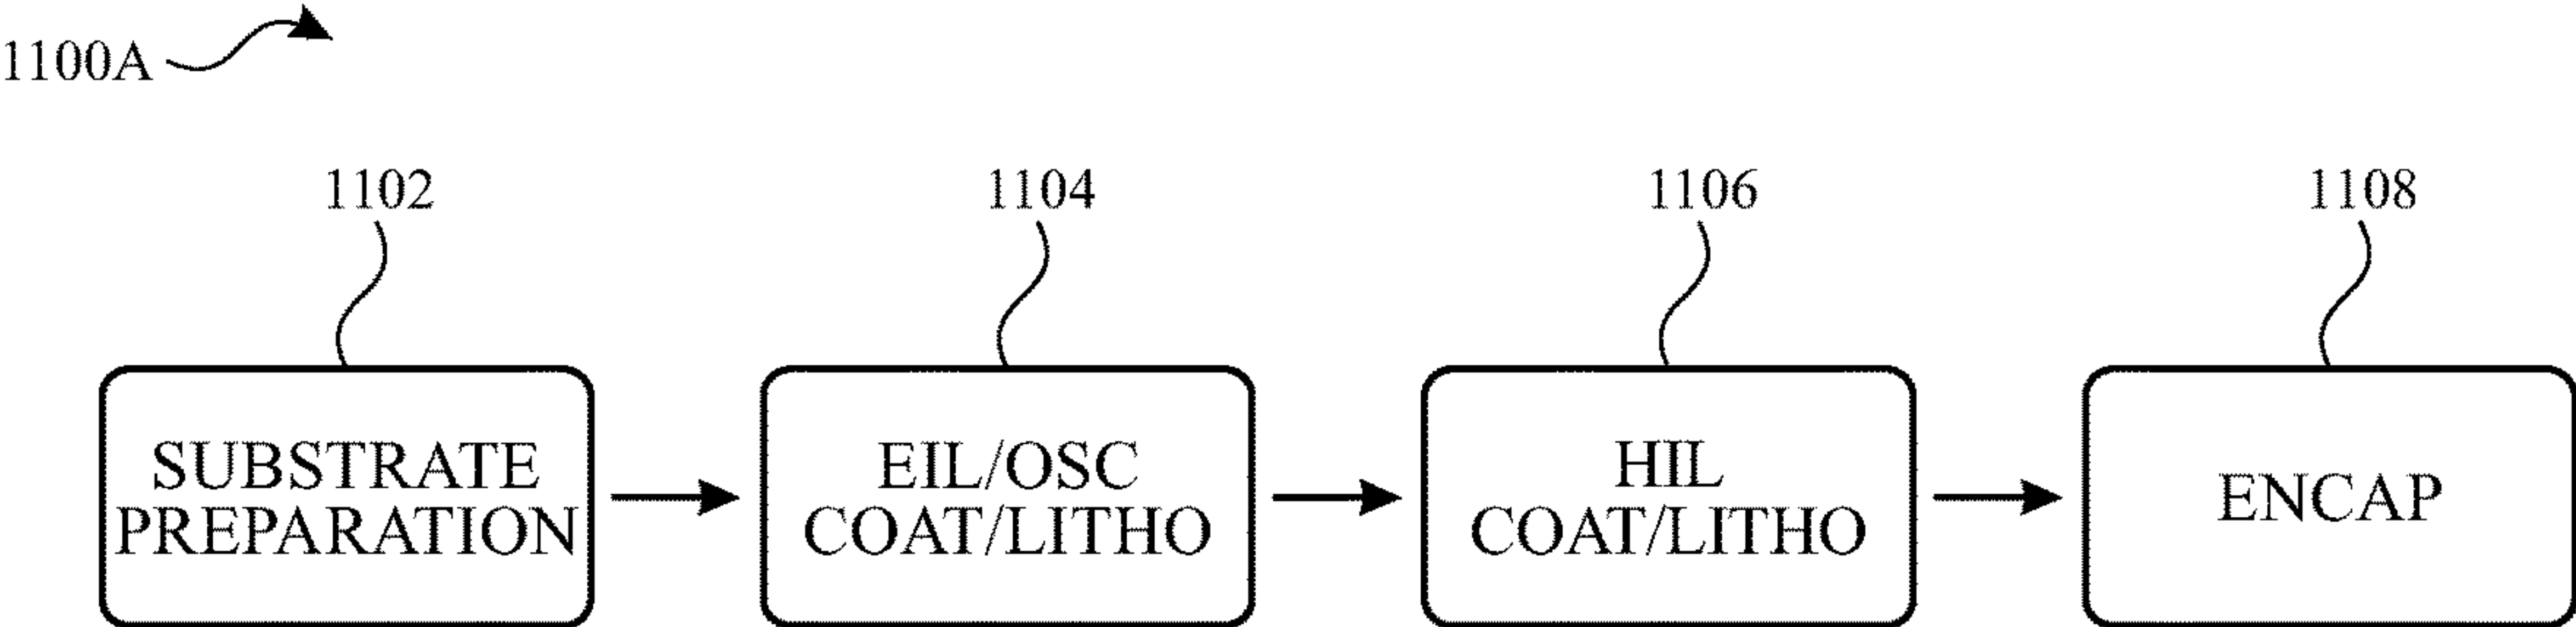 1100A
1102
1104
1106
1108
SUBSTRATE
PREPARATION
EIL/OSC
COAT/LITHO
HIL
COAT/LITHO
ENCAP